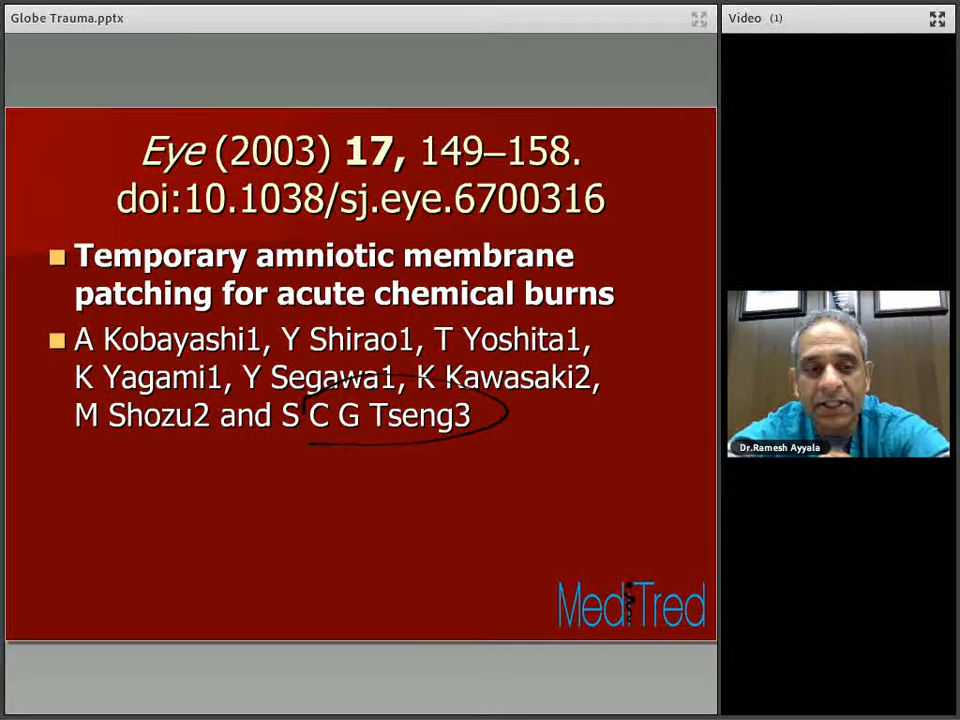 Globe Trauma.pptx
Video (1)
Eye (2003) 17, 149–158.
doi:10.1038/sj.eye.6700316
Temporary amniotic membrane
patching for acute chemical burns
A Kobayashi1, Y Shirao1, T Yoshita1,
K Yagami1, Y Segawa1, K Kawasaki2,
M Shozu2 and S C G Tseng3
Dr.Ramesh Ayyala
MediTred